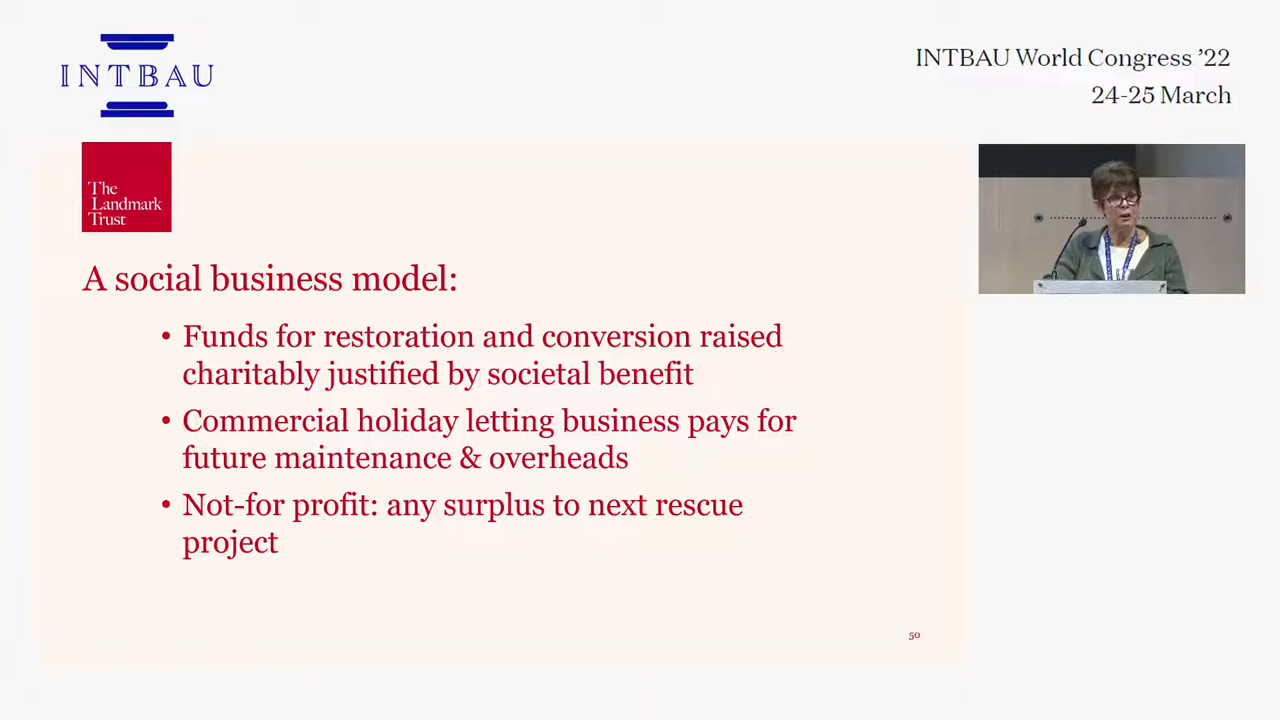 INTBAU
INTBAU World Congress ’22
24-25 March
The
Landmark
Trust
A social business model:
• Funds for restoration and conversion raised
charitably justified by societal benefit
• Commercial holiday letting business pays for
future maintenance & overheads
• Not-for profit: any surplus to next rescue
project
50